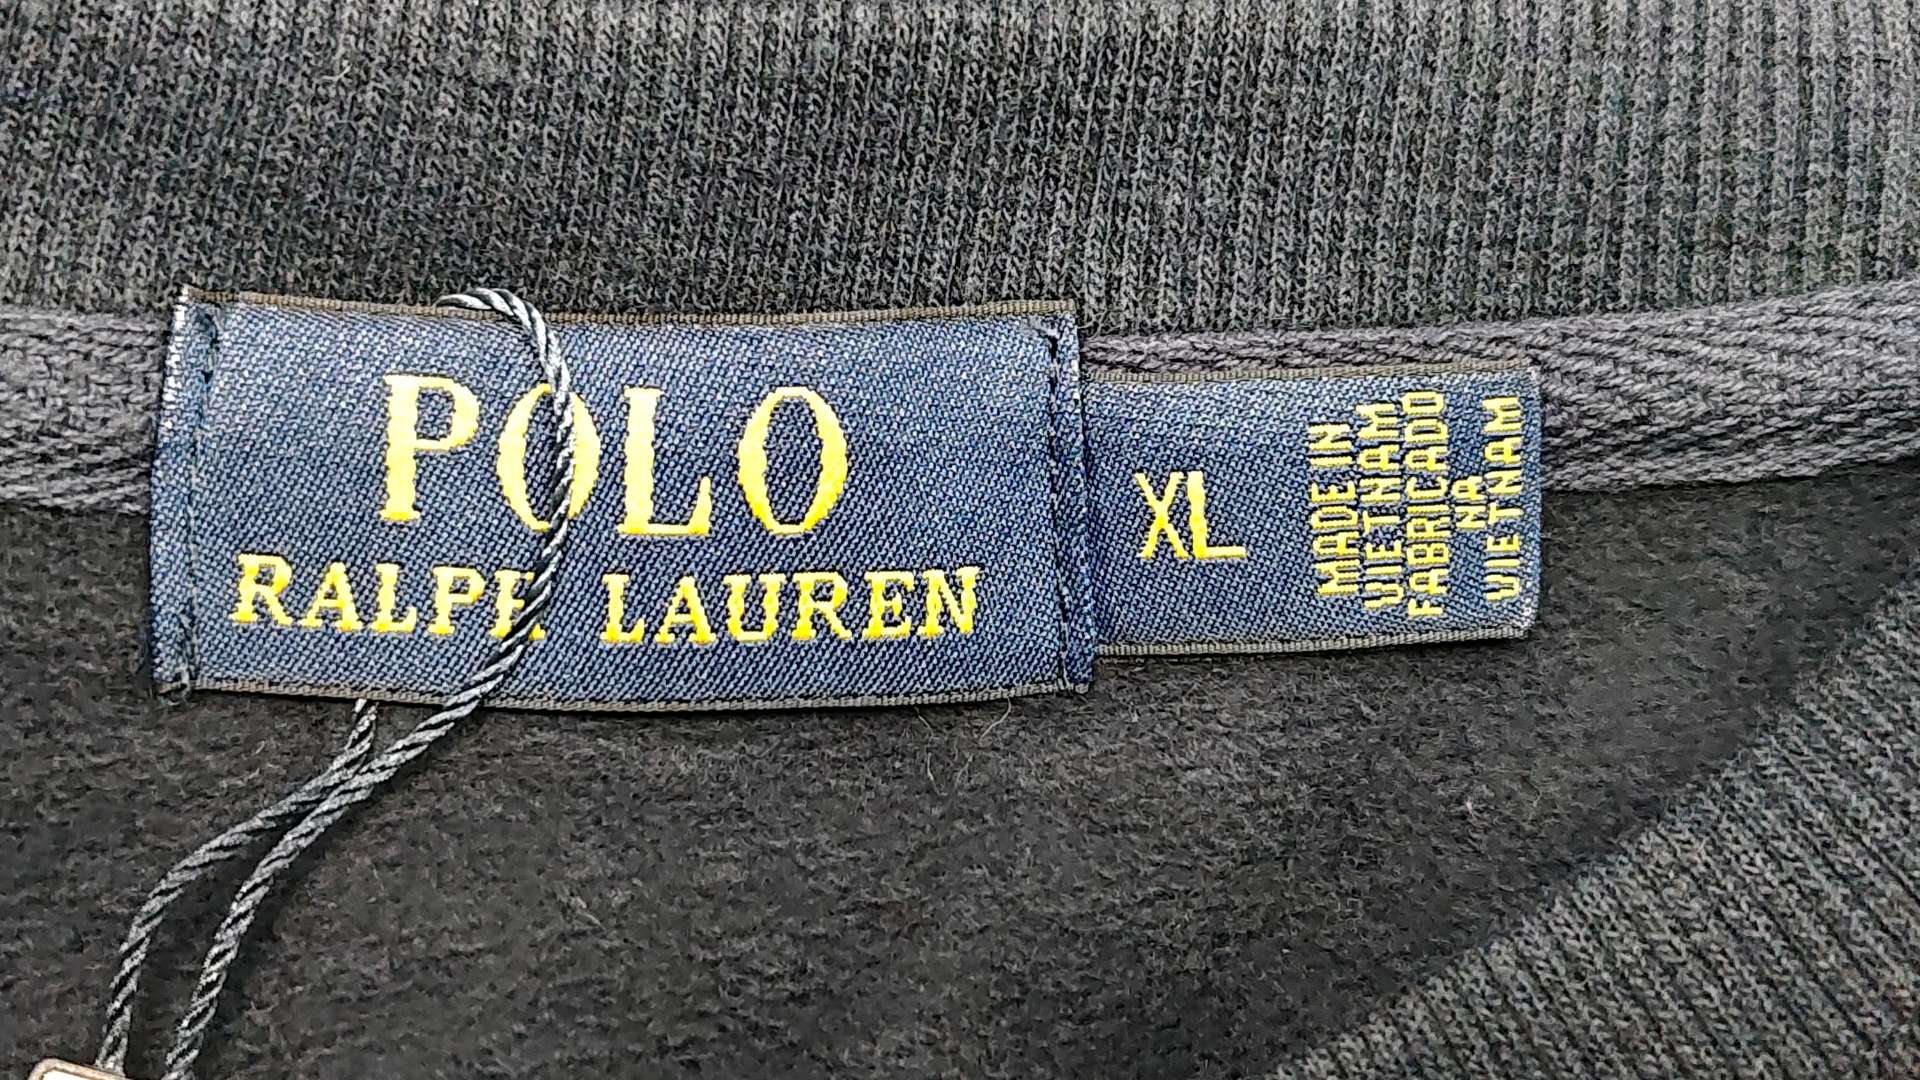 POLO
RALPH LAUREN
XL
MADE IN
VIETNAM
FABRICADO
NA
VIETNAM